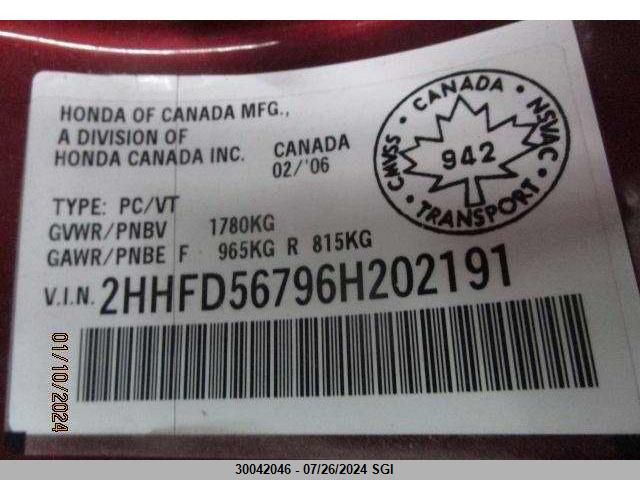 HONDA OF CANADA MFG.,
A DIVISION OF
HONDA CANADA INC.
CANADA
02/'06
TYPE: PC/VT
GVWR/PNBV 1780KG
GAWR/PNBE F 965KG R 815KG
V.I.N. 2HHFD56796H202191
CANADA • NSVAC • TRANSPORT • CMVSS •
942
01/10/2024
30042046 - 07/26/2024 SGI